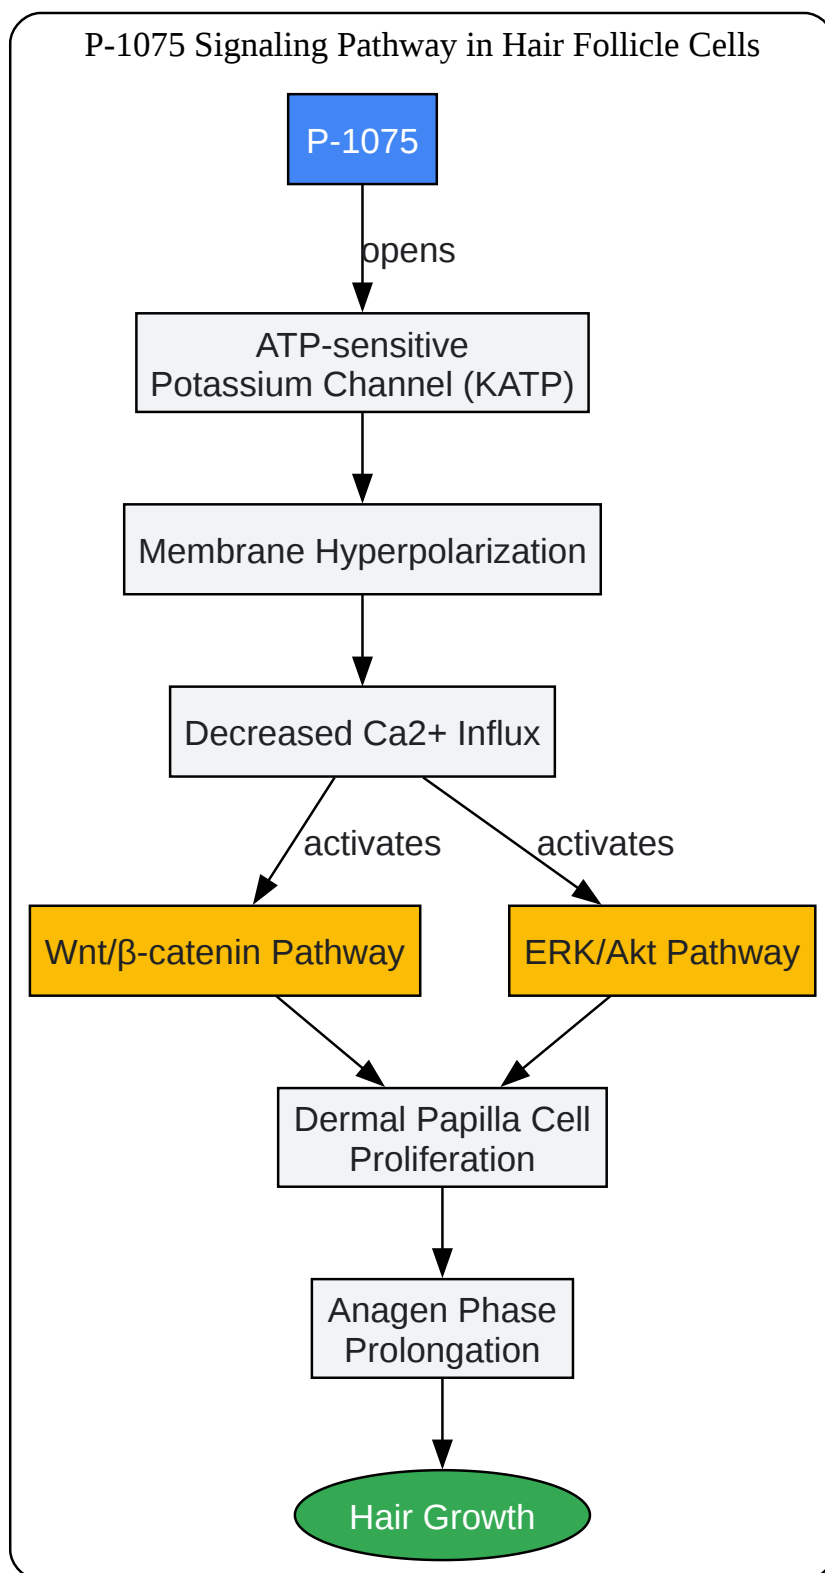 P-1075 Signaling Pathway in Hair Follicle Cells
P-1075
opens
ATP-sensitive
Potassium Channel (KATP)
Membrane Hyperpolarization
Decreased Ca2+ Influx
activates
activates
Wnt/β-catenin Pathway
ERK/Akt Pathway
Dermal Papilla Cell
Proliferation
Anagen Phase
Prolongation
Hair Growth